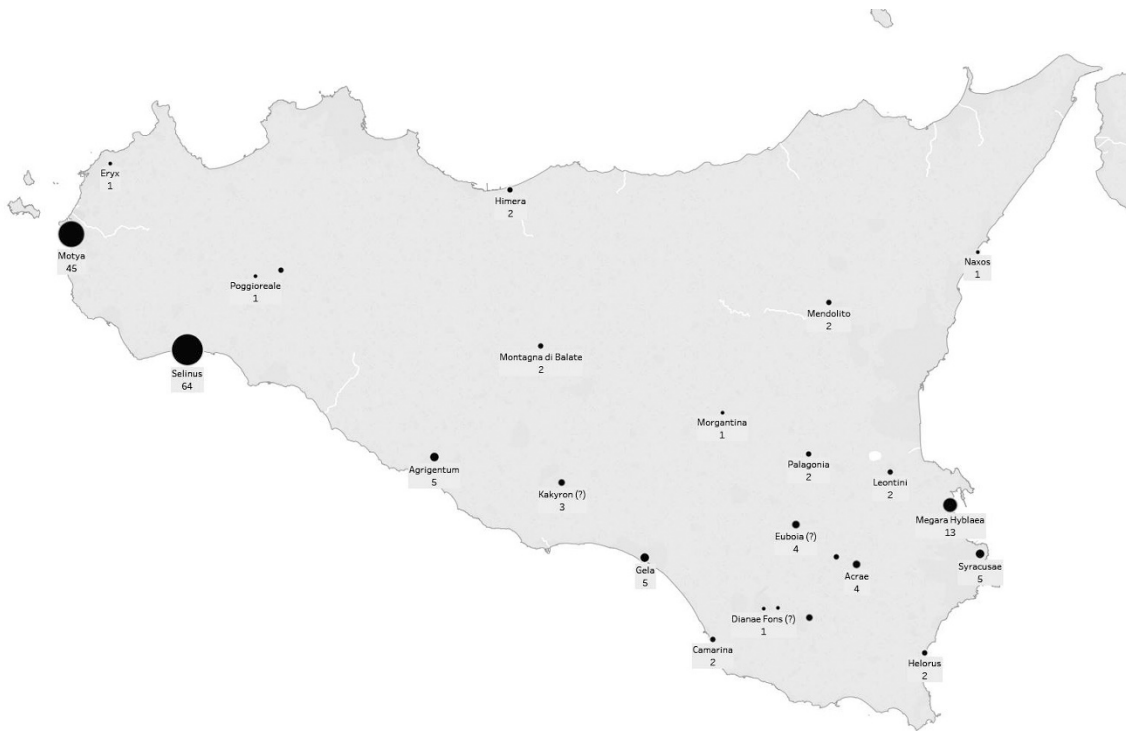 Eryx
1
Himera
2
Motya
45
Naxos
1
Poggioreale
1
Mendolito
2
Montagna di Balate
2
Selinus
64
Morgantina
1
Agrigentum
5
Palagonia
2
Leontini
2
Kakyron (?)
3
Megara Hyblaea
13
Euboia (?)
4
Syracusae
5
Gela
5
Acrae
4
Dianae Fons (?)
1
Camarina
2
Helorus
2